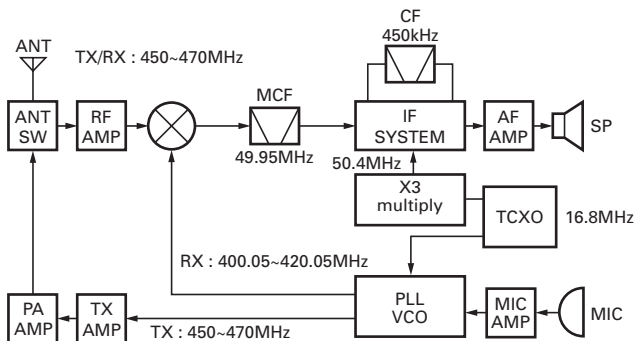 ANT
TX/RX : 450~470MHz
CF
450kHz
MCF
ANT
SW
RF
AMP
IF
SYSTEM
AF
AMP
SP
49.95MHz
50.4MHz
X3
multiply
TCXO
16.8MHz
RX : 400.05~420.05MHz
PA
AMP
TX
AMP
TX : 450~470MHz
PLL
VCO
MIC
AMP
MIC